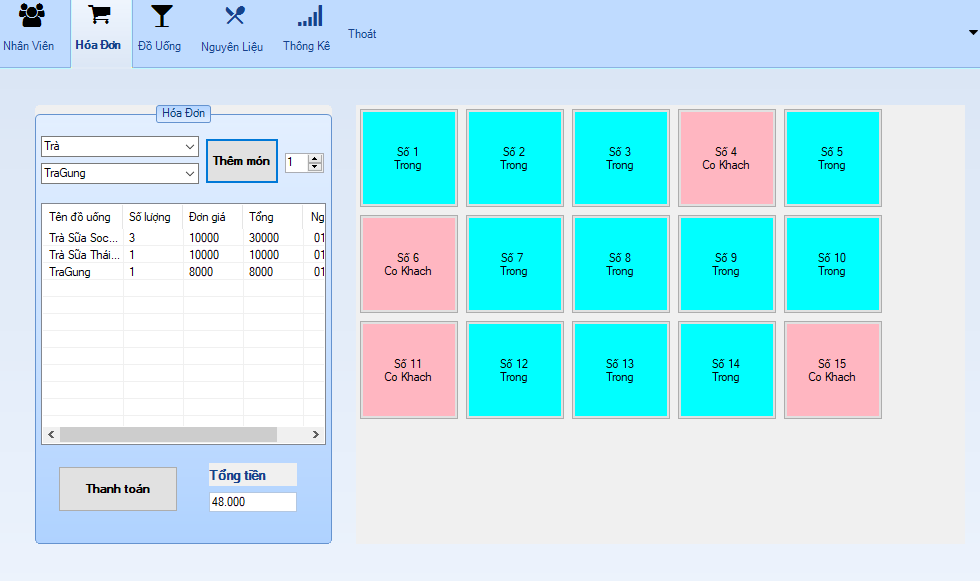 Nhân Viên
Hóa Đơn
Đồ Uống
Nguyên Liệu
Thống Kê
Thoát
Hóa Đơn
Trà
TraGung
Thêm món
1
Tên đồ uống Số lượng Đơn giá Tổng Ng
Trà Sữa Soc... 3 10000 30000 01
Trà Sữa Thái... 1 10000 10000 01
TraGung 1 8000 8000 01
Thanh toán
Tổng tiền
48.000
Số 1
Trong
Số 2
Trong
Số 3
Trong
Số 4
Co Khach
Số 5
Trong
Số 6
Co Khach
Số 7
Trong
Số 8
Trong
Số 9
Trong
Số 10
Trong
Số 11
Co Khach
Số 12
Trong
Số 13
Trong
Số 14
Trong
Số 15
Co Khach